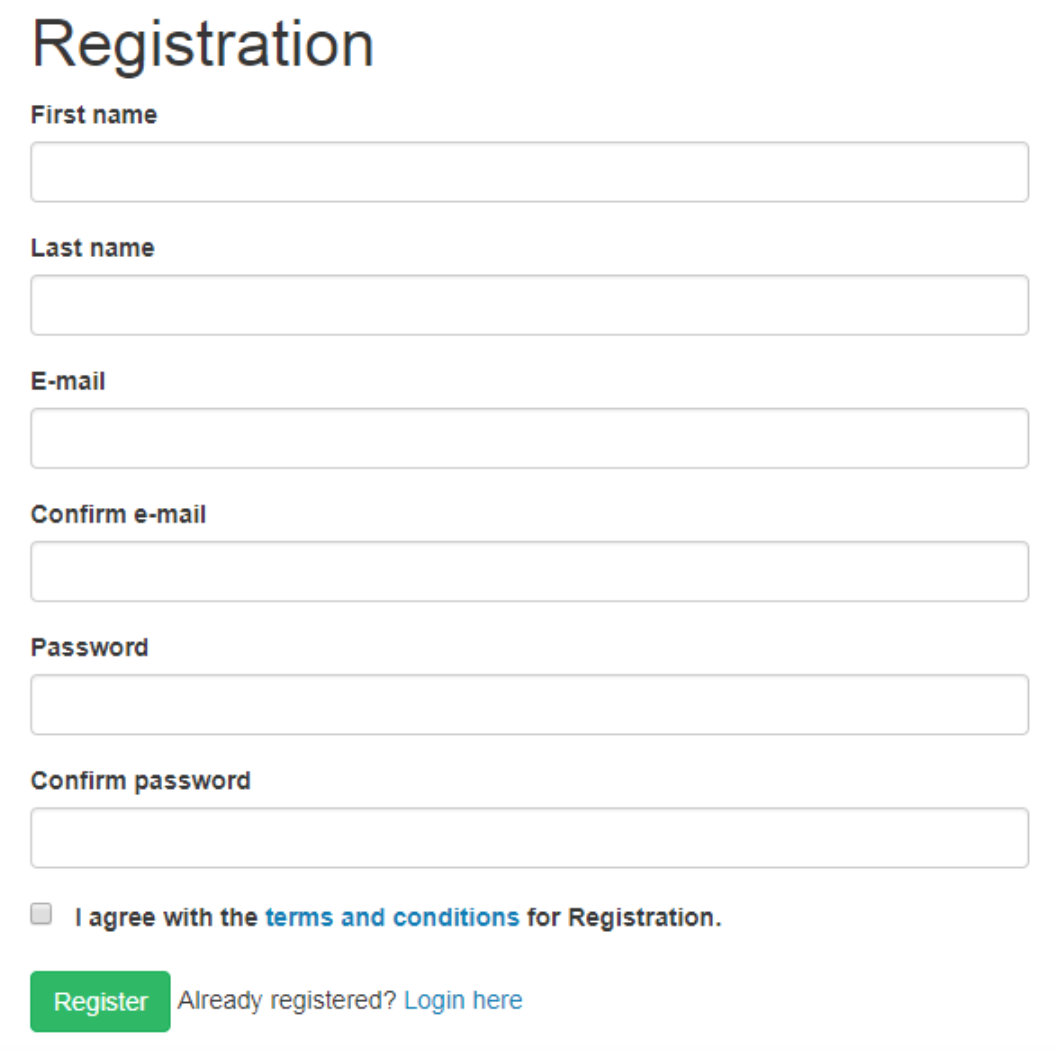 Registration
First name
Last name
E-mail
Confirm e-mail
Password
Confirm password
I agree with the terms and conditions for Registration.
Register Already registered? Login here